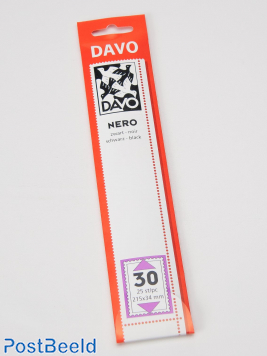 DAVO
DAVO
NERO
zwart - noir
schwarz - black
30
25 strips
215x34 mm
PostBeeld